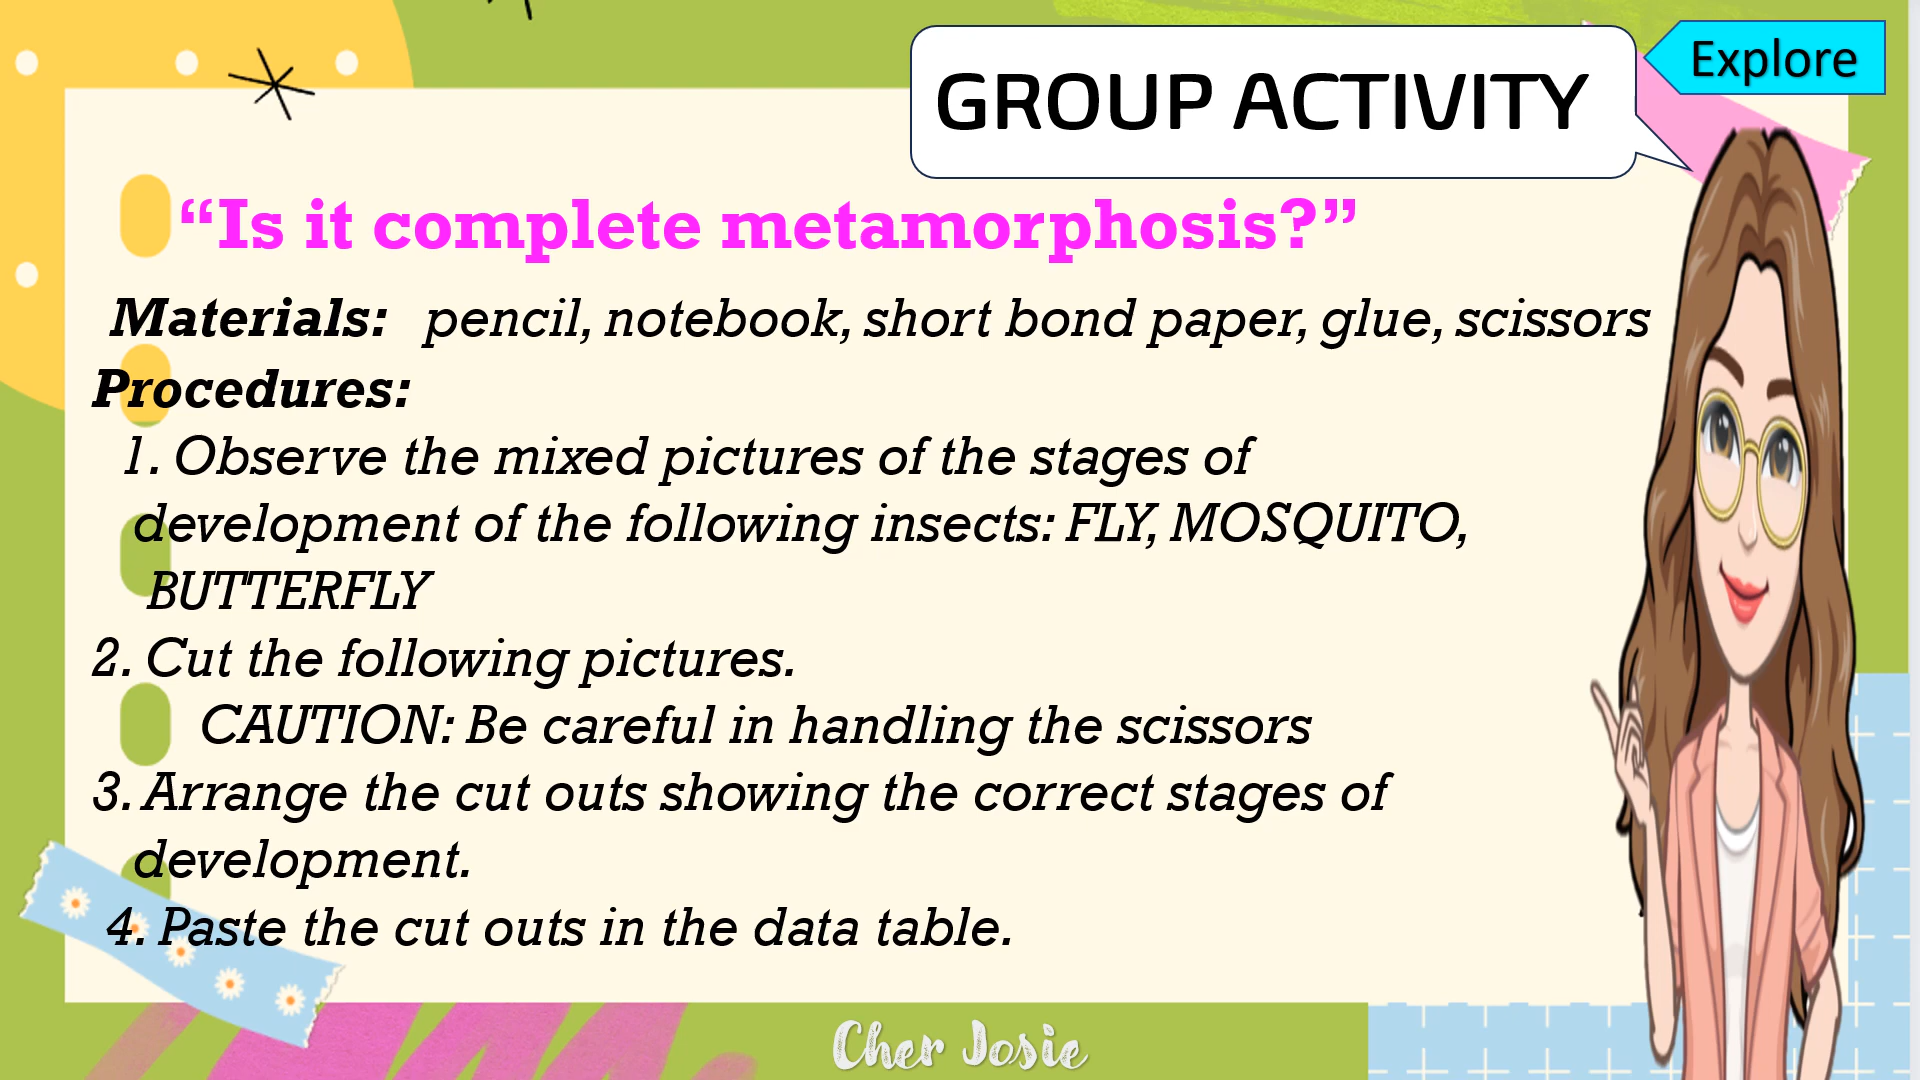 GROUP ACTIVITY
Explore
“Is it complete metamorphosis?”
Materials: pencil, notebook, short bond paper, glue, scissors
Procedures:
1. Observe the mixed pictures of the stages of
development of the following insects: FLY, MOSQUITO,
BUTTERFLY
2. Cut the following pictures.
CAUTION: Be careful in handling the scissors
3. Arrange the cut outs showing the correct stages of
development.
4. Paste the cut outs in the data table.
Cher Josie